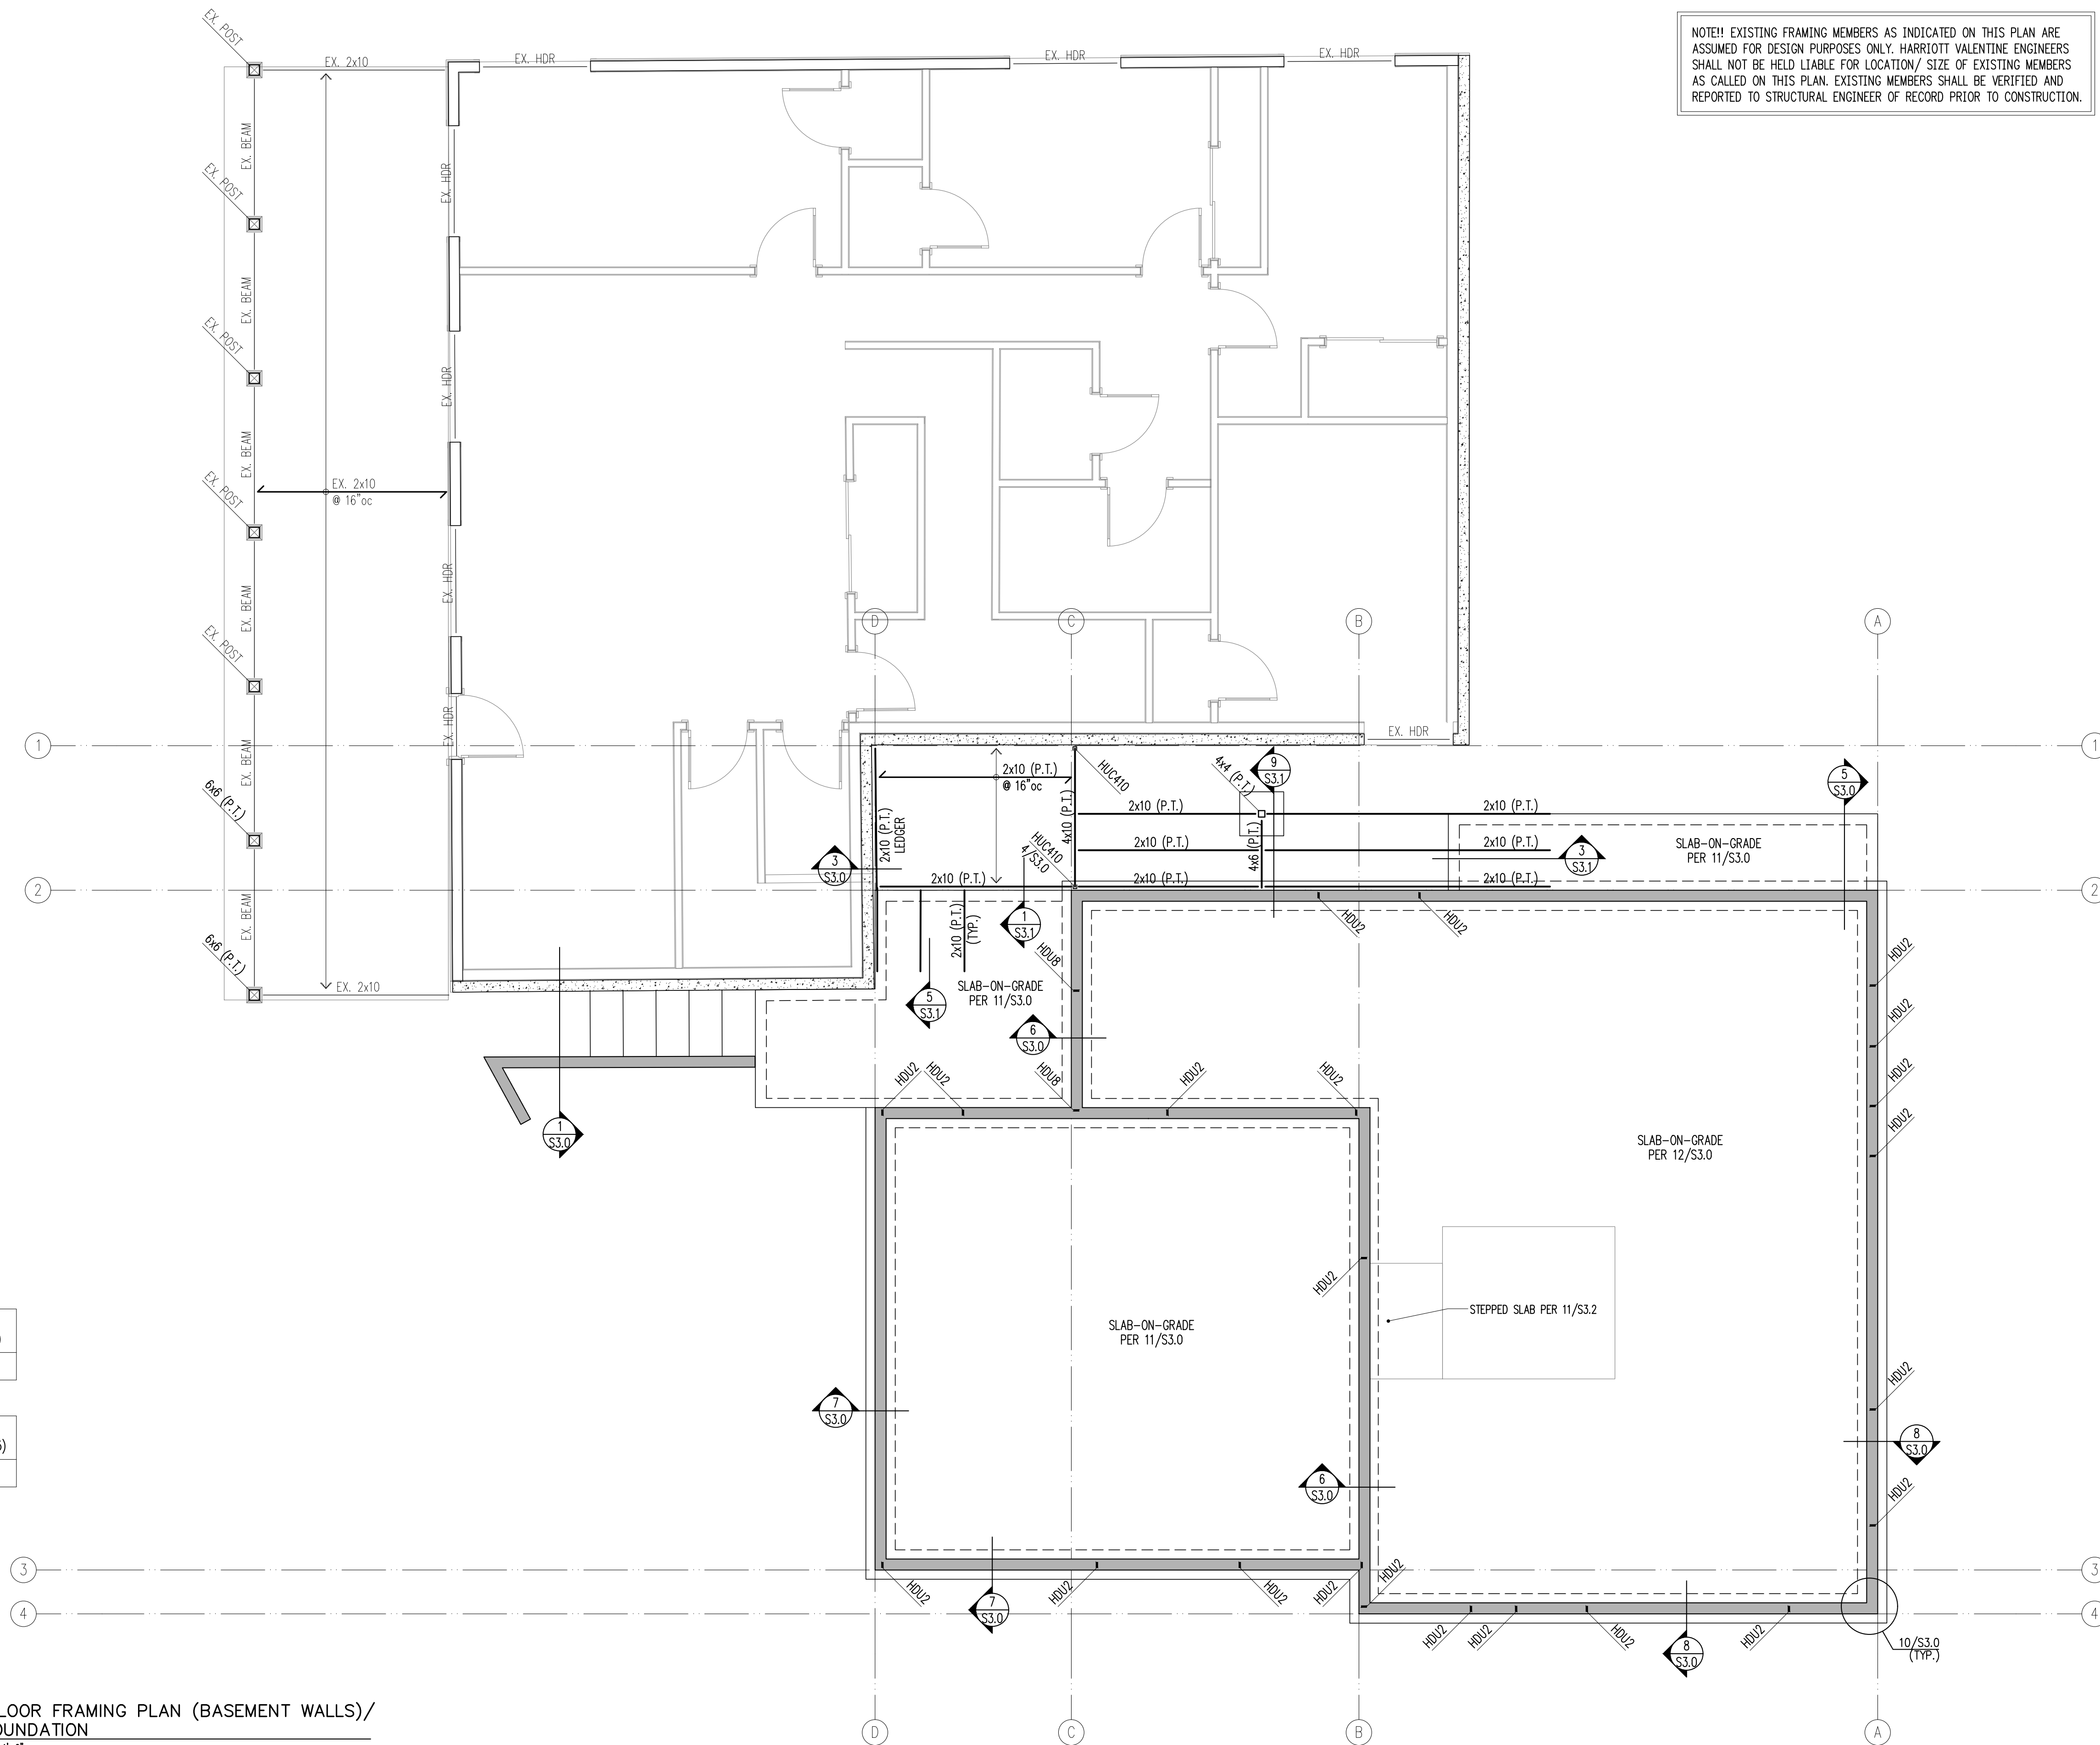 NOTE!! EXISTING FRAMING MEMBERS AS INDICATED ON THIS PLAN ARE
ASSUMED FOR DESIGN PURPOSES ONLY. HARRIOTT VALENTINE ENGINEERS
SHALL NOT BE HELD LIABLE FOR LOCATION/ SIZE OF EXISTING MEMBERS
AS CALLED ON THIS PLAN. EXISTING MEMBERS SHALL BE VERIFIED AND
REPORTED TO STRUCTURAL ENGINEER OF RECORD PRIOR TO CONSTRUCTION.
EX. POST
EX. 2x10
EX. HDR
EX. HDR
EX. HDR
EX. BEAM
EX. HDR
EX. POST
EX. BEAM
EX. POST
EX. HDR
EX. BEAM
EX. POST
EX. 2x10
@ 16"oc
EX. BEAM
EX. HDR
EX. POST
D
C
B
A
EX. HDR
EX. HDR
1
1
EX. BEAM
6x6 (P.T.)
2x10 (P.T.)
@ 16"oc
HUC410
4x4 (P.T.)
9
S3.1
5
S3.0
2x10 (P.T.)
LEDGER
4x10 (P.T.)
2x10 (P.T.)
2x10 (P.T.)
2x10 (P.T.)
2x10 (P.T.)
4x6 (P.T.)
3
S3.1
SLAB-ON-GRADE
PER 11/S3.0
3
S3.0
HUC410
4/S3.0
2x10 (P.T.)
2x10 (P.T.)
2x10 (P.T.)
2
2
EX. BEAM
6x6 (P.T.)
2x10 (P.T.)
(TYP.)
1
S3.1
HDU2
HDU2
HDU8
HDU2
EX. 2x10
5
S3.1
SLAB-ON-GRADE
PER 11/S3.0
HDU2
6
S3.0
HDU2
HDU2
HDU8
HDU2
HDU2
HDU2
HDU2
1
S3.0
SLAB-ON-GRADE
PER 12/S3.0
HDU2
STEPPED SLAB PER 11/S3.2
SLAB-ON-GRADE
PER 11/S3.0
HDU2
7
S3.0
8
S3.0
6
S3.0
HDU2
3
3
HDU2
HDU2
HDU2
HDU2
HDU2
7
S3.0
4
4
HDU2
HDU2
HDU2
HDU2
8
S3.0
10/S3.0
(TYP.)
LOOR FRAMING PLAN (BASEMENT WALLS)/
OUNDATION
D
C
B
A